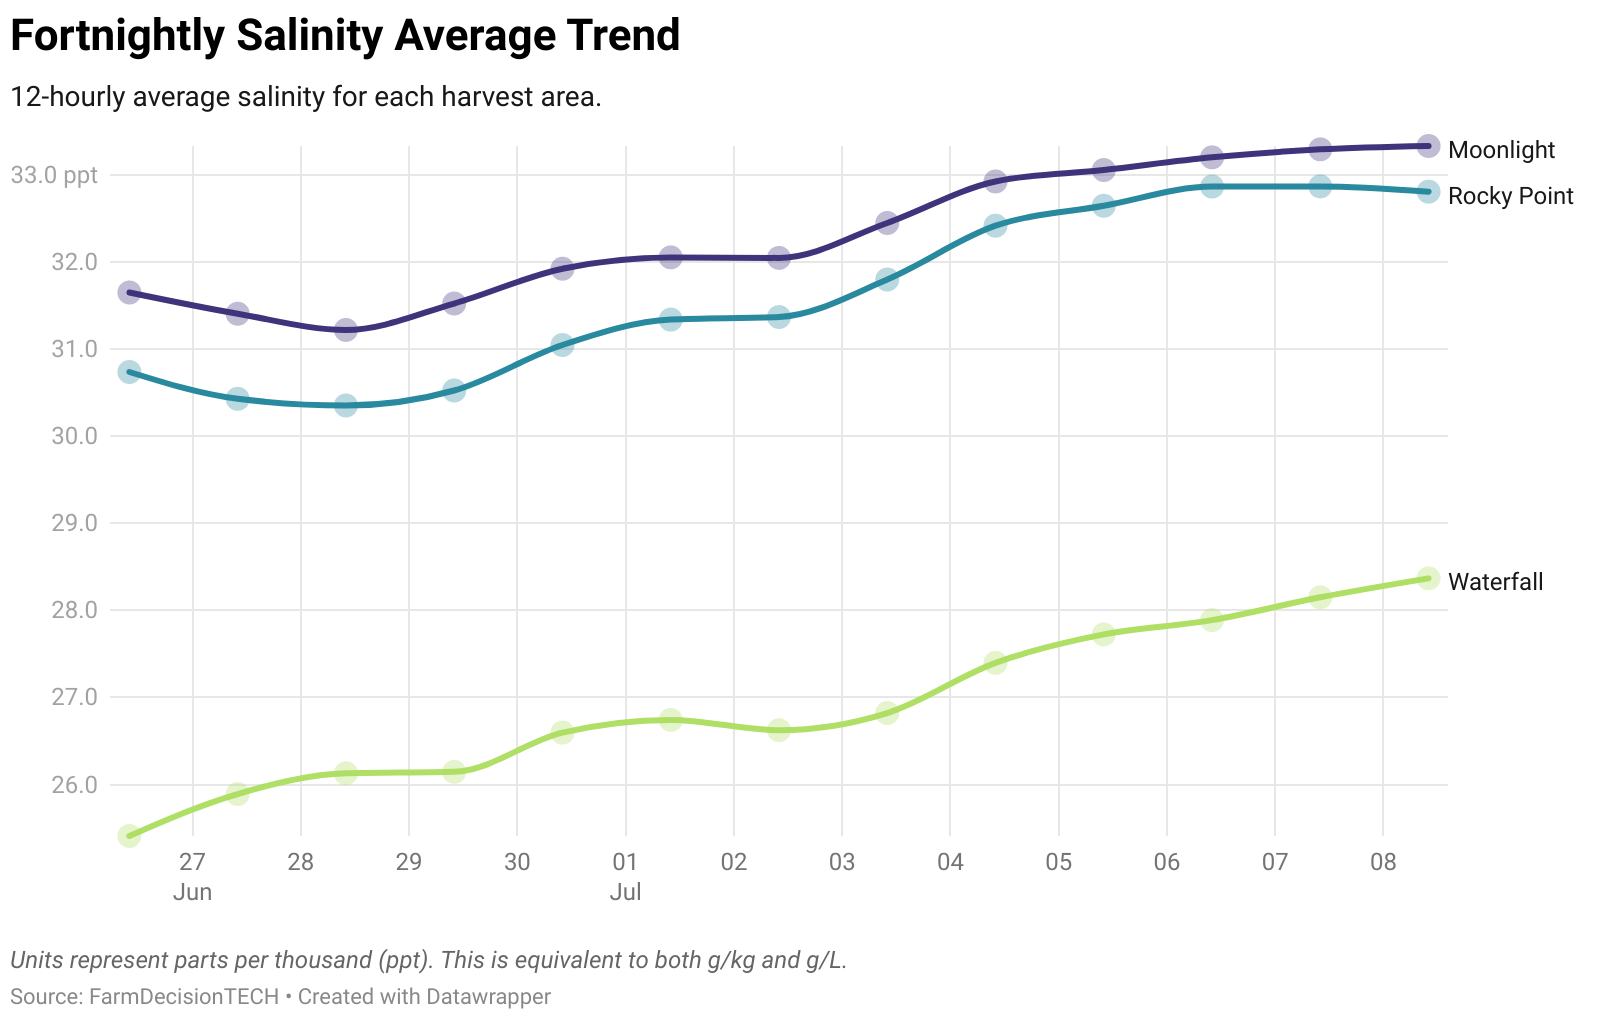 Fortnightly Salinity Average Trend
12-hourly average salinity for each harvest area.
33.0 ppt
32.0
31.0
30.0
29.0
28.0
27.0
26.0
Moonlight
Rocky Point
Waterfall
27 28 29 30 01 02 03 04 05 06 07 08
Jun Jul
Units represent parts per thousand (ppt). This is equivalent to both g/kg and g/L.
Source: FarmDecisionTECH • Created with Datawrapper